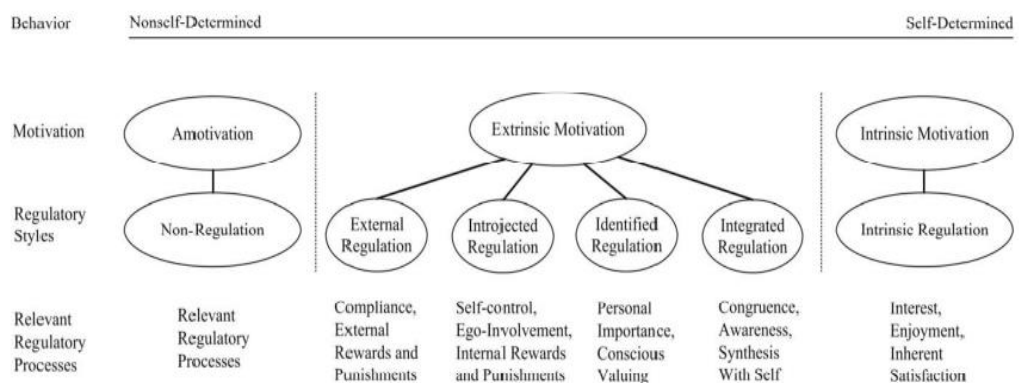 Behavior Nonself-Determined Self-Determined
Motivation Amotivation Extrinsic Motivation Intrinsic Motivation
Regulatory
Styles
Non-Regulation
External
Regulation
Introjected
Regulation
Identified
Regulation
Integrated
Regulation
Intrinsic Regulation
Relevant
Regulatory
Processes
Relevant
Regulatory
Processes
Compliance,
External
Rewards and
Punishments
Self-control,
Ego-Involvement,
Internal Rewards
and Punishments
Personal
Importance,
Conscious
Valuing
Congruence,
Awareness,
Synthesis
With Self
Interest,
Enjoyment,
Inherent
Satisfaction